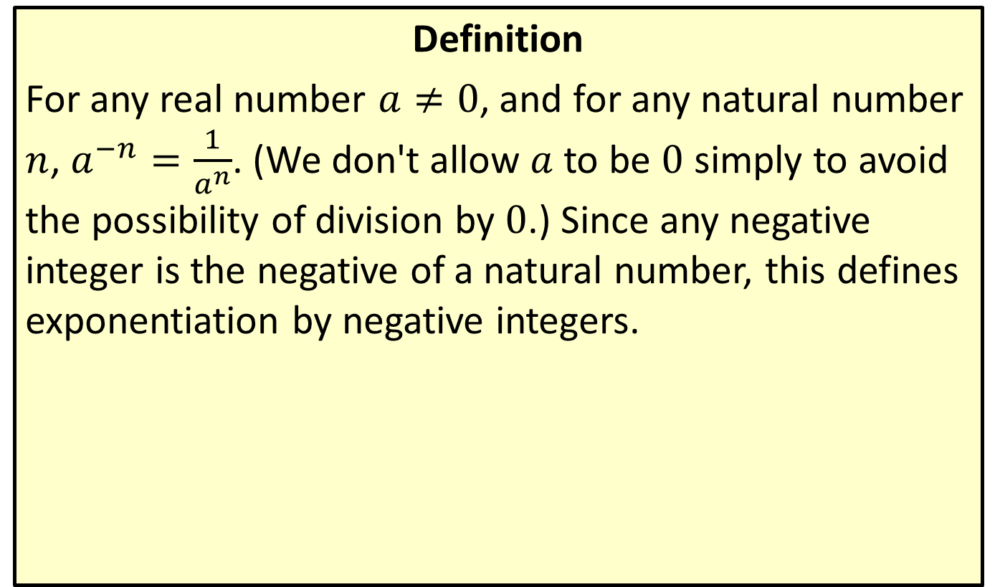 Definition
For any real number 𝑎 ≠ 0, and for any natural number
𝑛, 𝑎⁻ⁿ = 1/𝑎ⁿ. (We don't allow 𝑎 to be 0 simply to avoid
the possibility of division by 0.) Since any negative
integer is the negative of a natural number, this defines
exponentiation by negative integers.